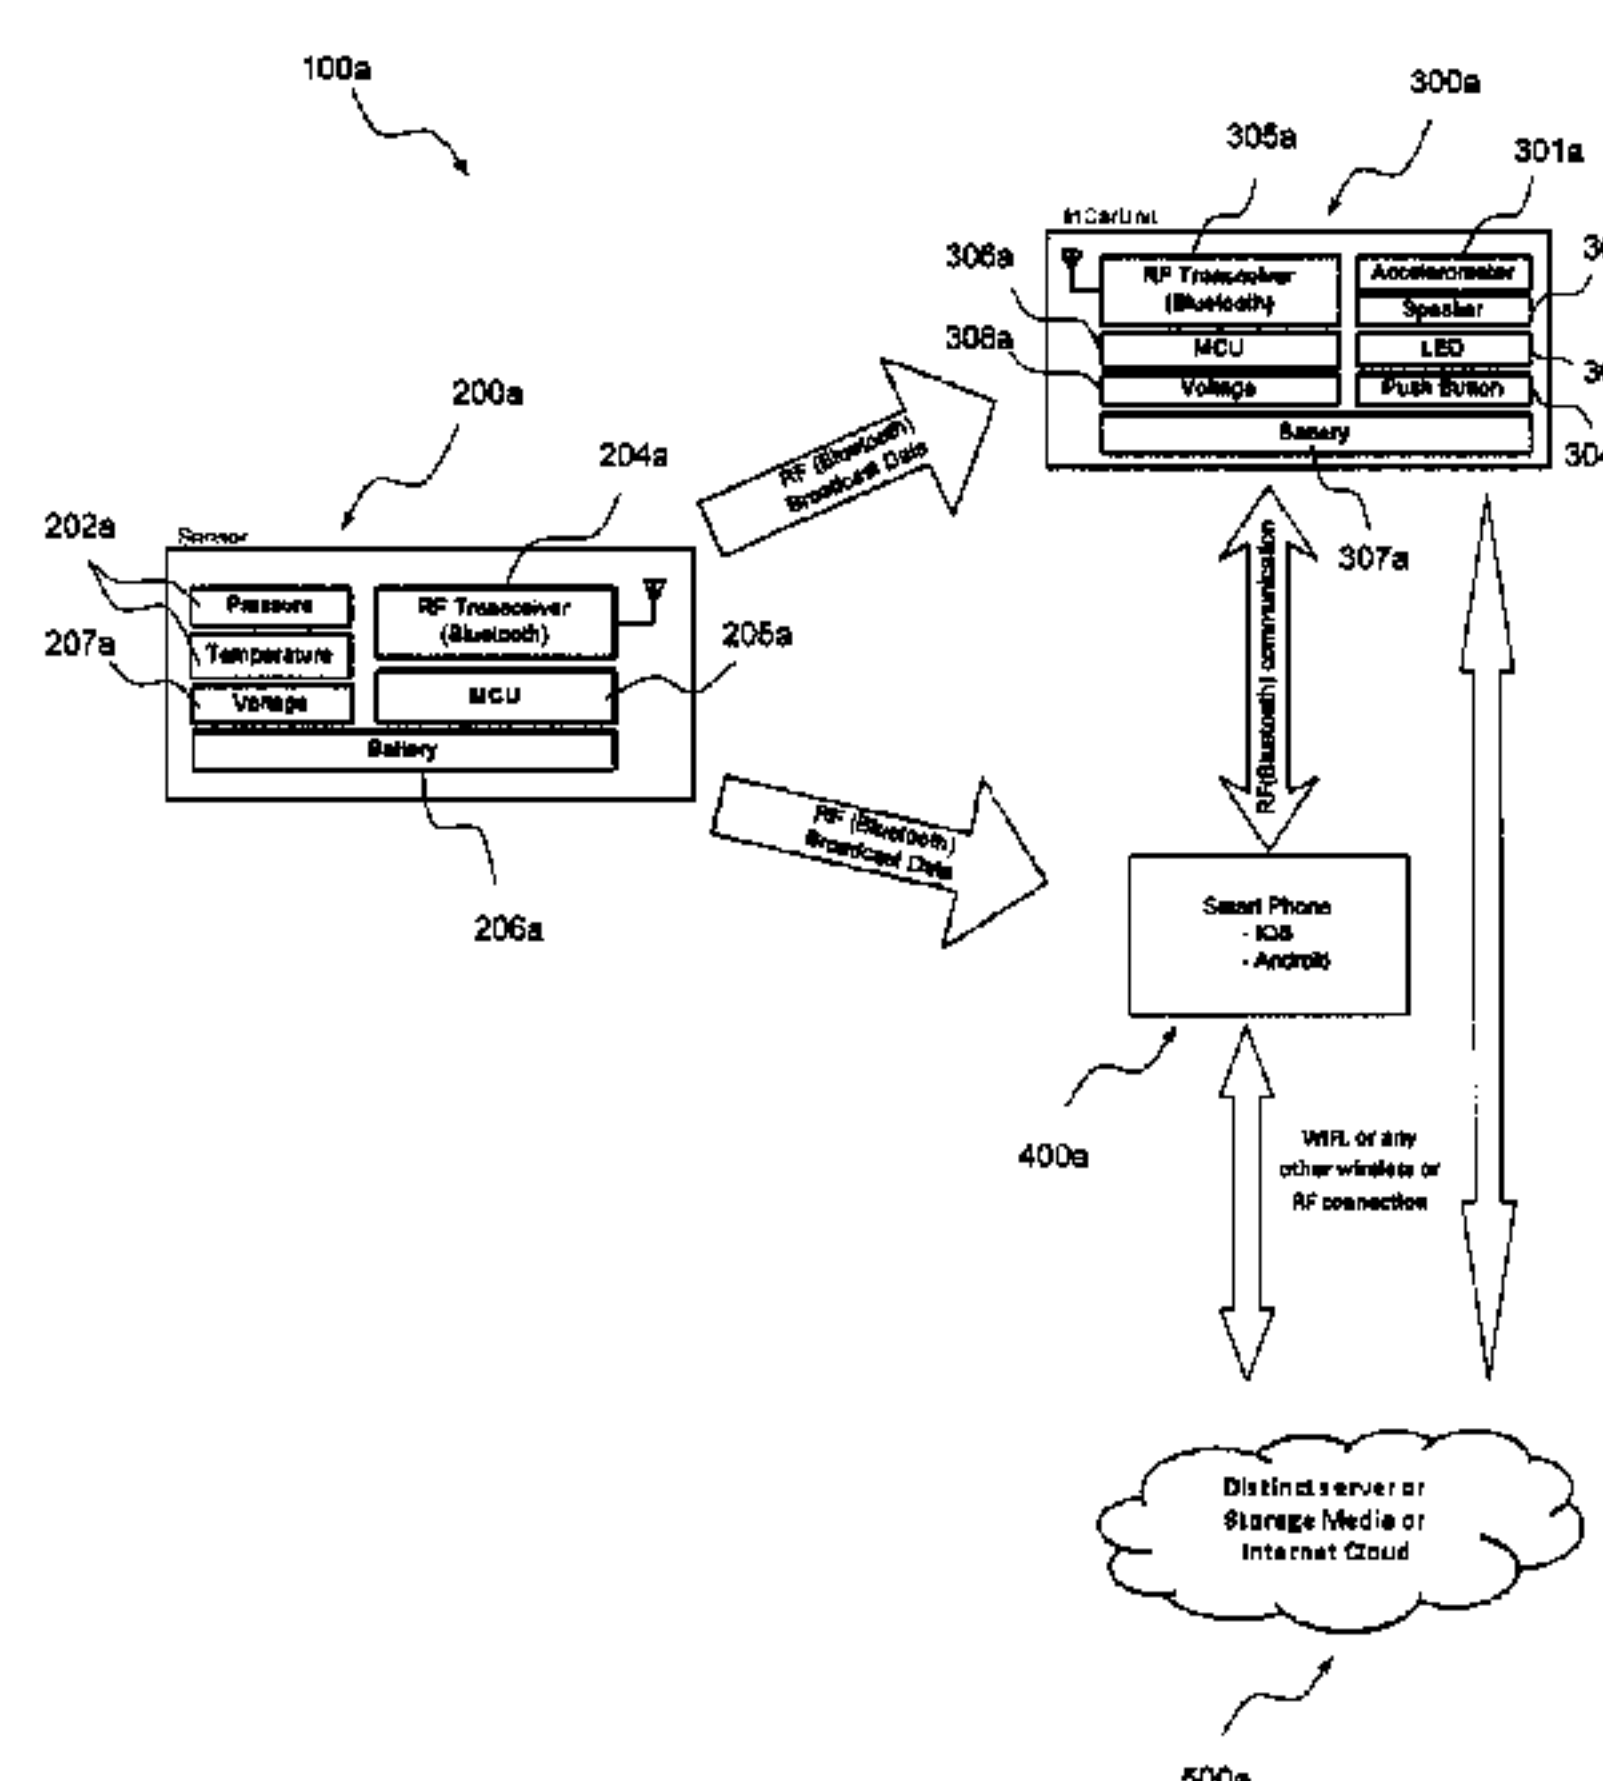 100a
300a
305a
301a
InCarUnit
306a
RF Transceiver
(Bluetooth)
Accelerometer
Speaker
308a
MCU
LED
Voltage
Push Button
Battery
304
307a
200a
204a
202a
Sensor
Pressure
RF Transceiver
(Bluetooth)
207a
Temperature
205a
Voltage
MCU
Battery
206a
RF (Bluetooth)
Broadcast Data
RF (Bluetooth)
Broadcast Data
RF(Bluetooth) communication
Smart Phone
- iOS
- Android
400a
WiFi, or any
other wireless or
RF connection
Distinct server or
Storage Media or
Internet Cloud
500a